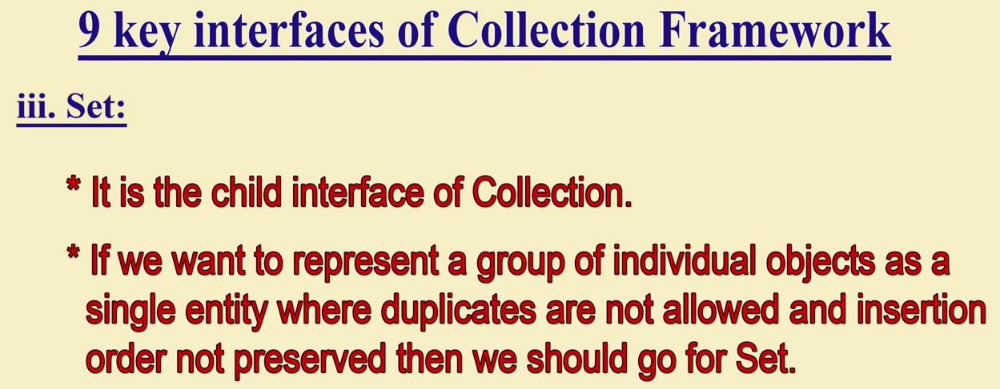 9 key interfaces of Collection Framework
iii. Set:
* It is the child interface of Collection.
* If we want to represent a group of individual objects as a
single entity where duplicates are not allowed and insertion
order not preserved then we should go for Set.